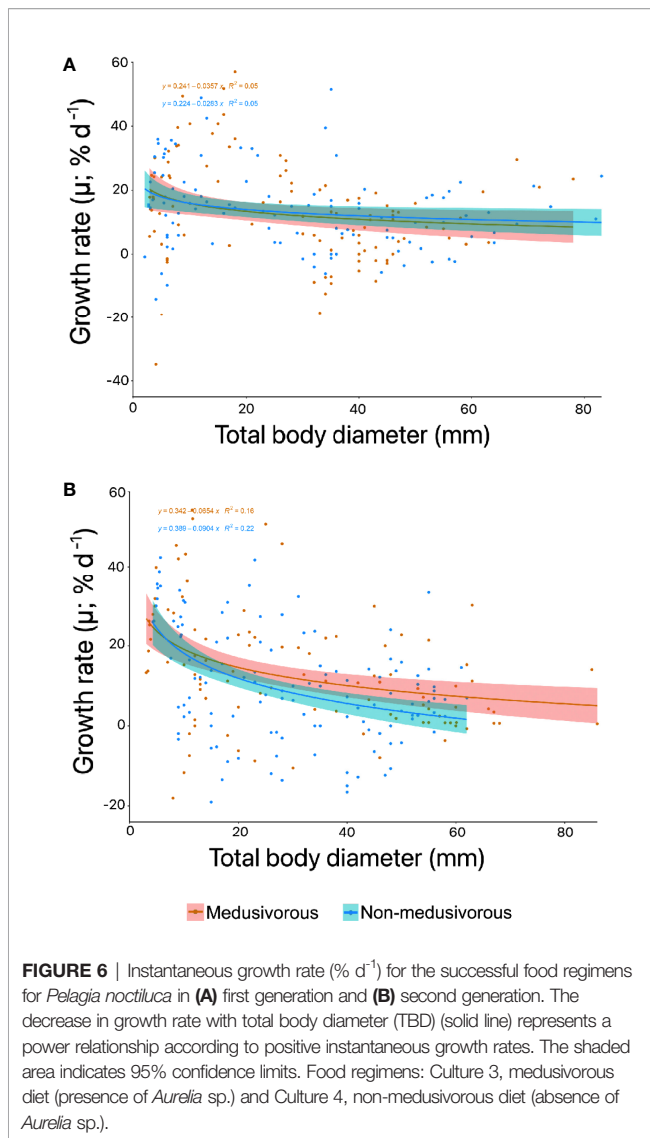 A
60
y = 0.241−0.0357 x R² = 0.05
y = 0.224−0.0283 x R² = 0.05
40
20
0
-20
-40
Growth rate (μ; % d⁻¹)
0
20
40
60
80
Total body diameter (mm)
B
60
y = 0.342−0.0654 x R² = 0.16
y = 0.389−0.0904 x R² = 0.22
40
20
0
-20
Growth rate (μ; % d⁻¹)
0
20
40
60
80
Total body diameter (mm)
Medusivorous Non-medusivorous
FIGURE 6 | Instantaneous growth rate (% d⁻¹) for the successful food regimens
for Pelagia noctiluca in (A) first generation and (B) second generation. The
decrease in growth rate with total body diameter (TBD) (solid line) represents a
power relationship according to positive instantaneous growth rates. The shaded
area indicates 95% confidence limits. Food regimens: Culture 3, medusivorous
diet (presence of Aurelia sp.) and Culture 4, non-medusivorous diet (absence of
Aurelia sp.).